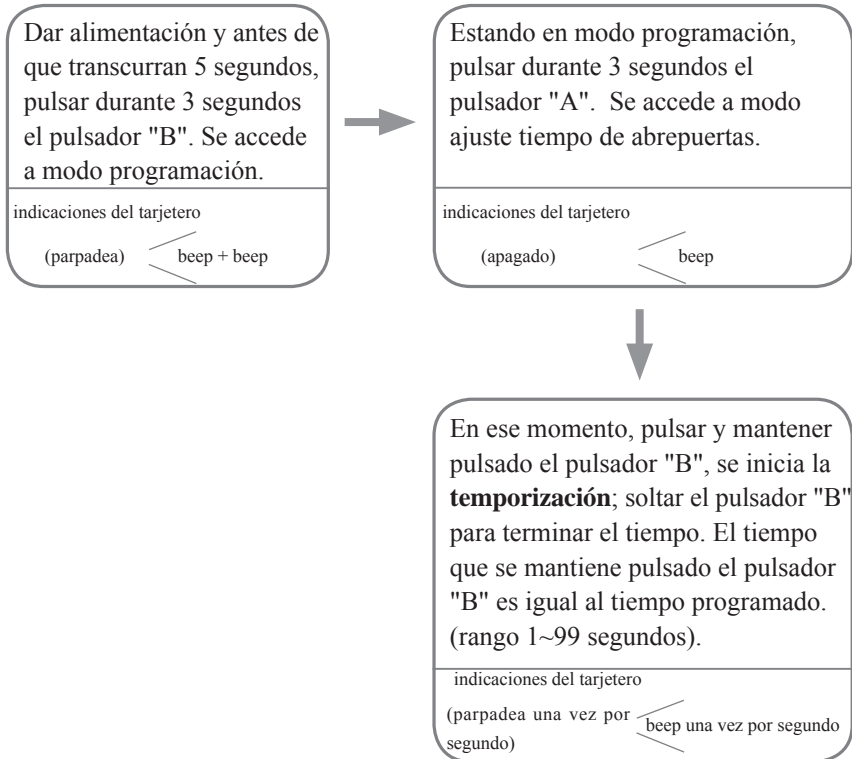 Dar alimentación y antes de
que transcurran 5 segundos,
pulsar durante 3 segundos
el pulsador "B". Se accede
a modo programación.
indicaciones del tarjetero
(parpadea) beep + beep
Estando en modo programación,
pulsar durante 3 segundos el
pulsador "A". Se accede a modo
ajuste tiempo de abrepuertas.
indicaciones del tarjetero
(apagado) beep
En ese momento, pulsar y mantener
pulsado el pulsador "B", se inicia la
temporización; soltar el pulsador "B"
para terminar el tiempo. El tiempo
que se mantiene pulsado el pulsador
"B" es igual al tiempo programado.
(rango 1~99 segundos).
indicaciones del tarjetero
(parpadea una vez por
segundo)
beep una vez por segundo